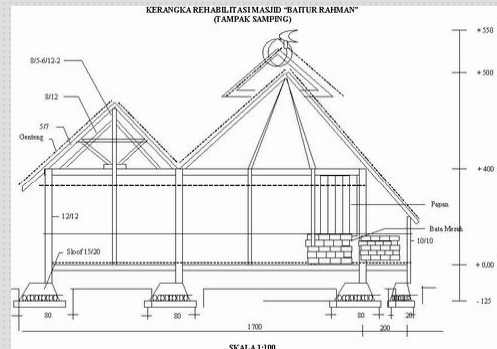 KERANGKA REHABILITASI MASJID "BAITUR RAHMAN"
(TAMPAK SAMPING)
+ 550
8/5-6/12-2
+ 500
8/12
5/7
Genteng
+ 400
Papan
12/12
Bata Merah
10/10
Sloof 15/20
+ 0,00
- 125
80
80
80
20
1700
200
SKALA 1:100